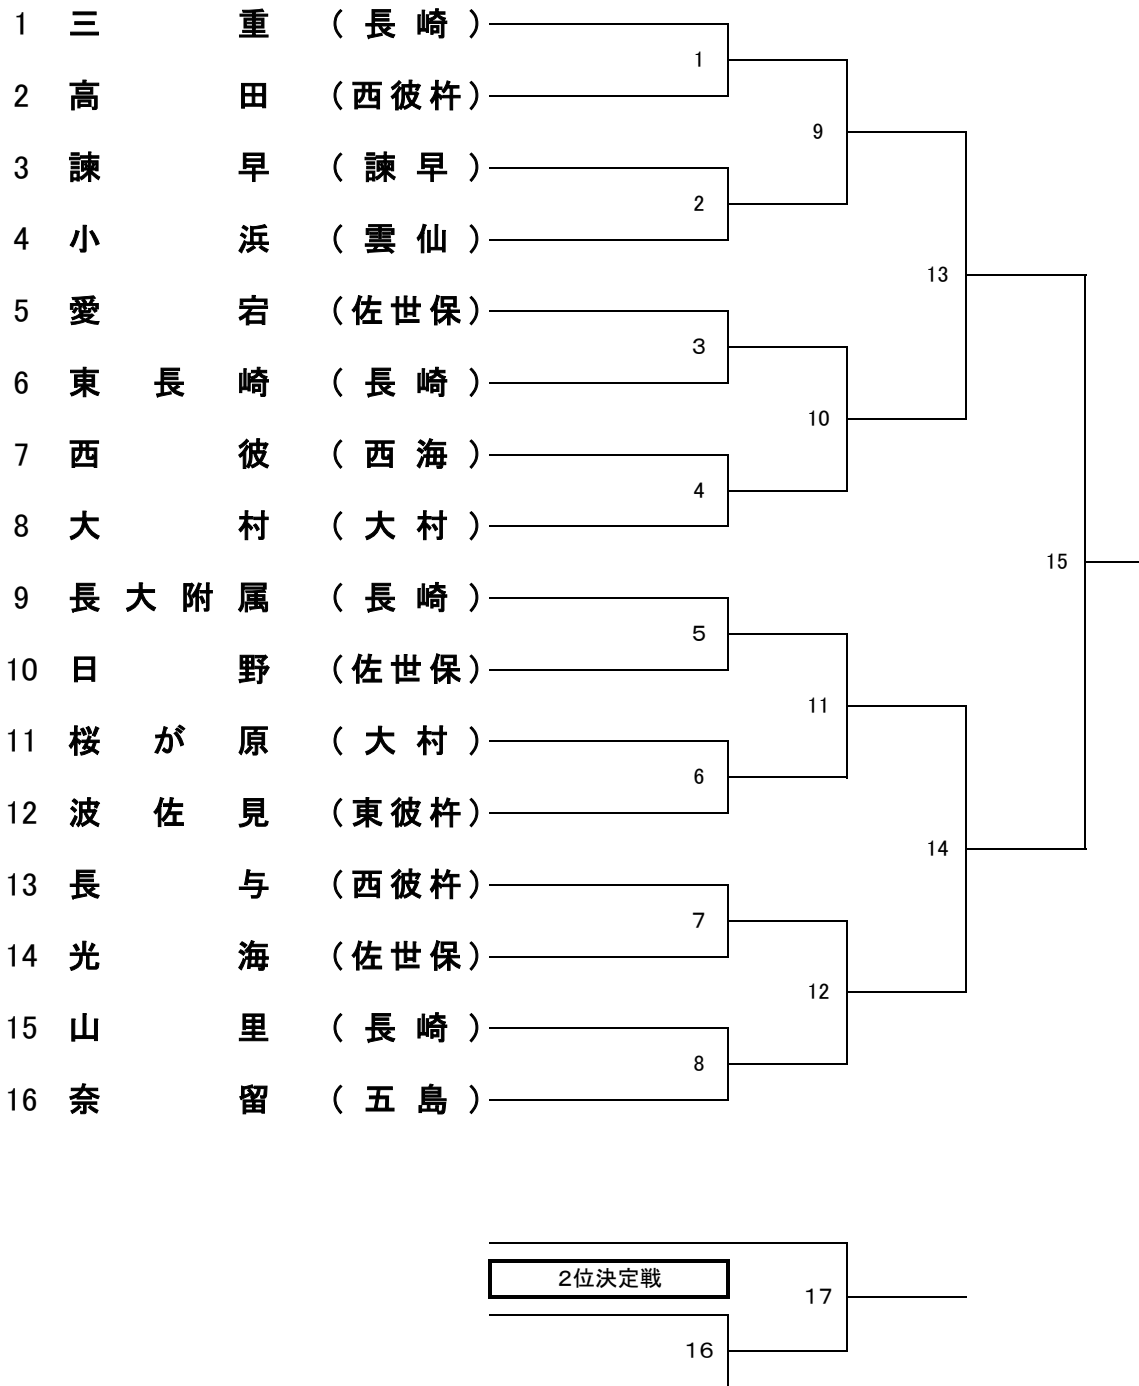 1 三重 (長崎)
1
2 高田 (西彼杵)
9
3 諫早 (諫早)
2
4 小浜 (雲仙)
13
5 愛宕 (佐世保)
3
6 東長崎 (長崎)
10
7 西彼 (西海)
4
8 大村 (大村)
15
9 長大附属 (長崎)
5
10 日野 (佐世保)
11
11 桜が原 (大村)
6
12 波佐見 (東彼杵)
14
13 長与 (西彼杵)
7
14 光海 (佐世保)
12
15 山里 (長崎)
8
16 奈留 (五島)
2位決定戦
17
16